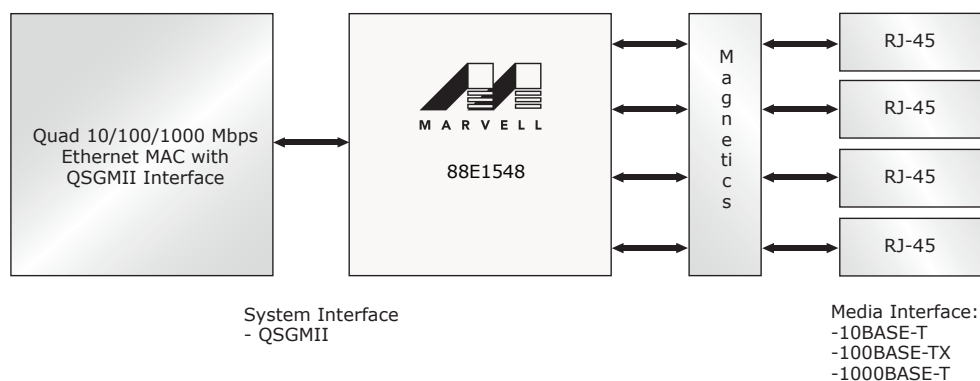 Quad 10/100/1000 Mbps
Ethernet MAC with
QSGMII Interface
MARVELL
88E1548
Magnetics
RJ-45
RJ-45
RJ-45
RJ-45
System Interface
- QSGMII
Media Interface:
-10BASE-T
-100BASE-TX
-1000BASE-T